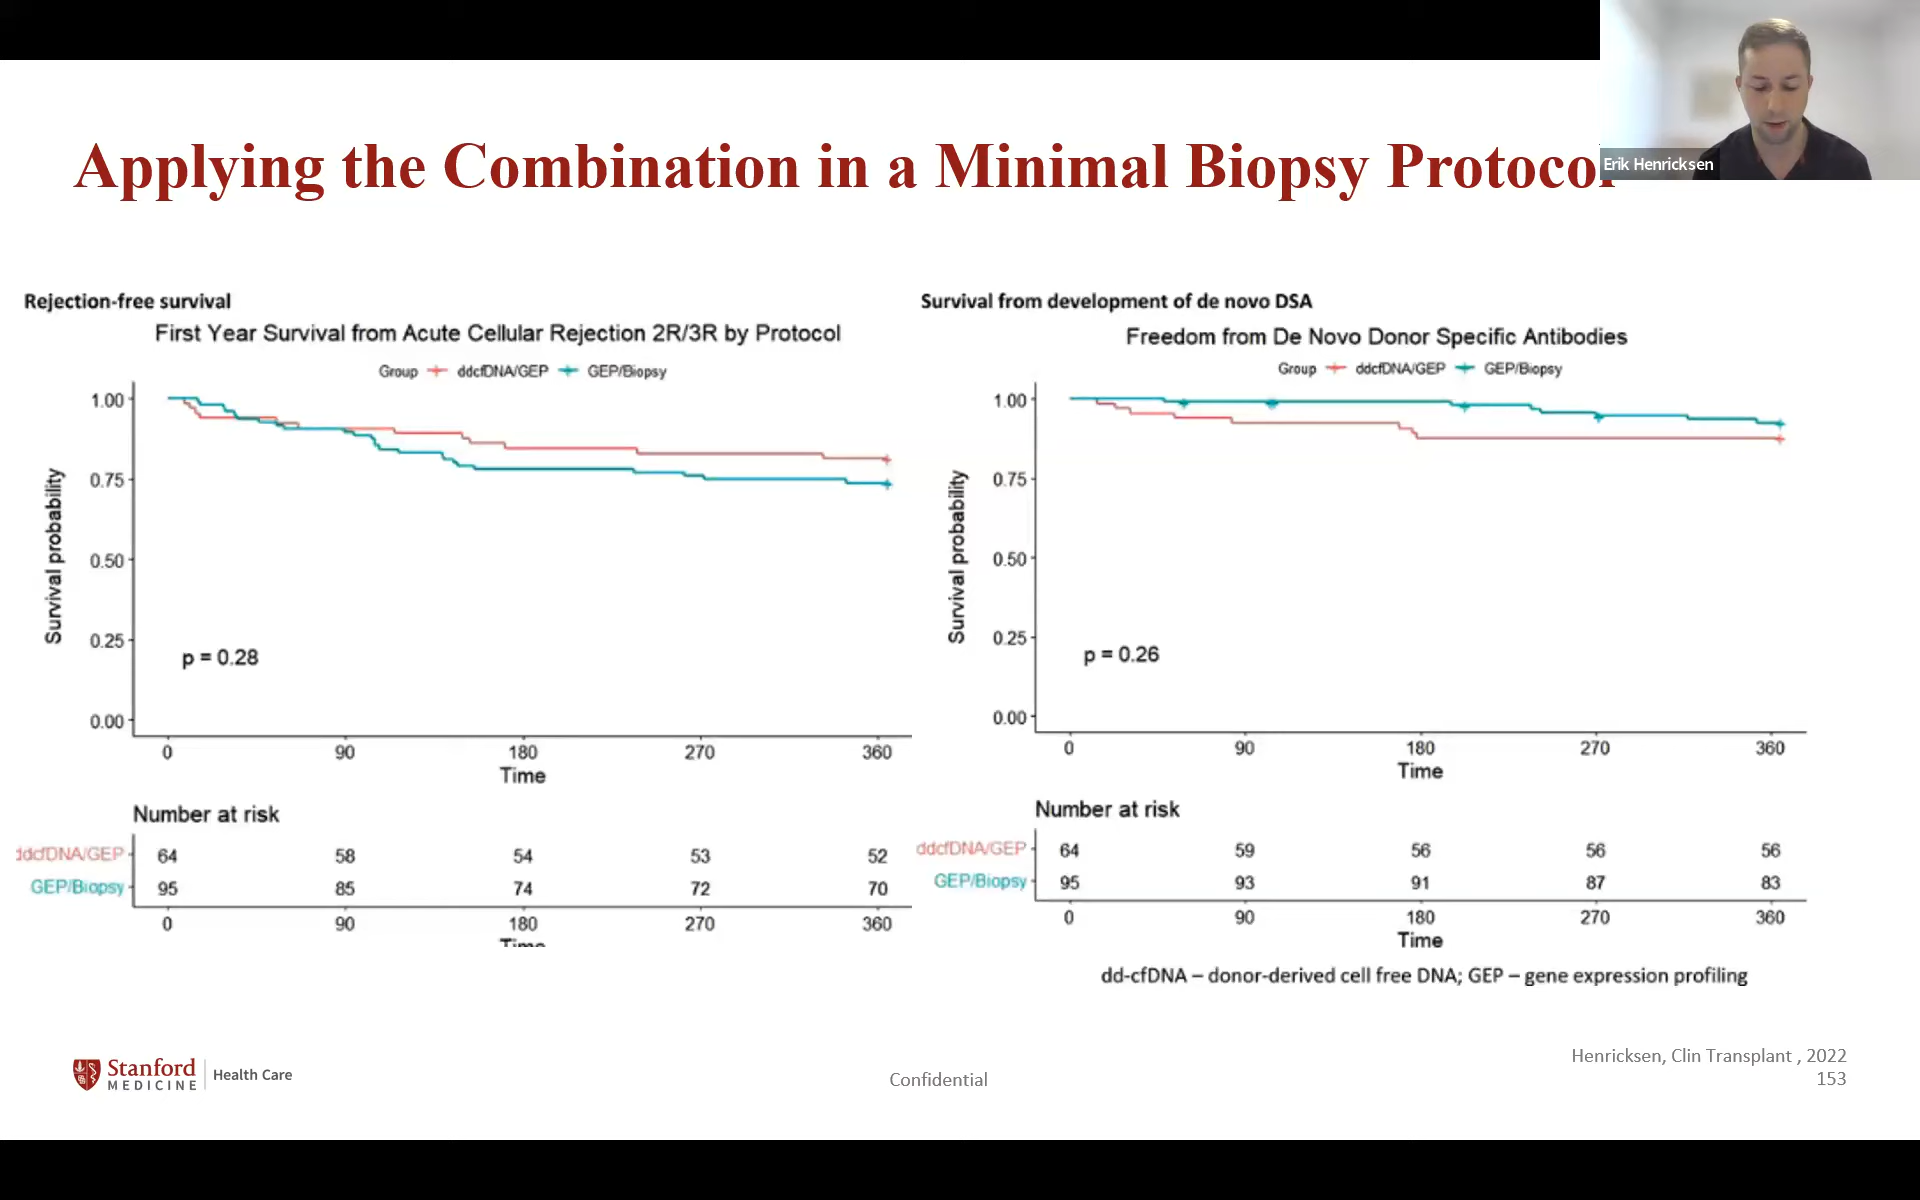 Applying the Combination in a Minimal Biopsy Protocol
Erik Henricksen
Rejection-free survival
First Year Survival from Acute Cellular Rejection 2R/3R by Protocol
Group ddcfDNA/GEP GEP/Biopsy
Survival probability
1.00
0.75
0.50
0.25
0.00
p = 0.28
0 90 180 270 360
Time
Number at risk
ddcfDNA/GEP 64 58 54 53 52
GEP/Biopsy 95 85 74 72 70
0 90 180 270 360
Time
Survival from development of de novo DSA
Freedom from De Novo Donor Specific Antibodies
Group ddcfDNA/GEP GEP/Biopsy
Survival probability
1.00
0.75
0.50
0.25
0.00
p = 0.26
0 90 180 270 360
Time
Number at risk
ddcfDNA/GEP 64 59 56 56 56
GEP/Biopsy 95 93 91 87 83
0 90 180 270 360
Time
dd-cfDNA – donor-derived cell free DNA; GEP – gene expression profiling
Stanford
MEDICINE
Health Care
Confidential
Henricksen, Clin Transplant , 2022
153